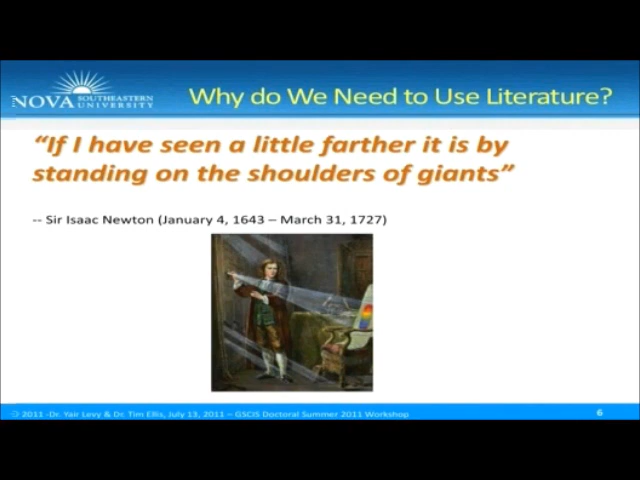 NOVA SOUTHEASTERN
UNIVERSITY
Why do We Need to Use Literature?
“If I have seen a little farther it is by
standing on the shoulders of giants”
-- Sir Isaac Newton (January 4, 1643 – March 31, 1727)
2011 -Dr. Yair Levy & Dr. Tim Ellis, July 13, 2011 – GSCIS Doctoral Summer 2011 Workshop
6